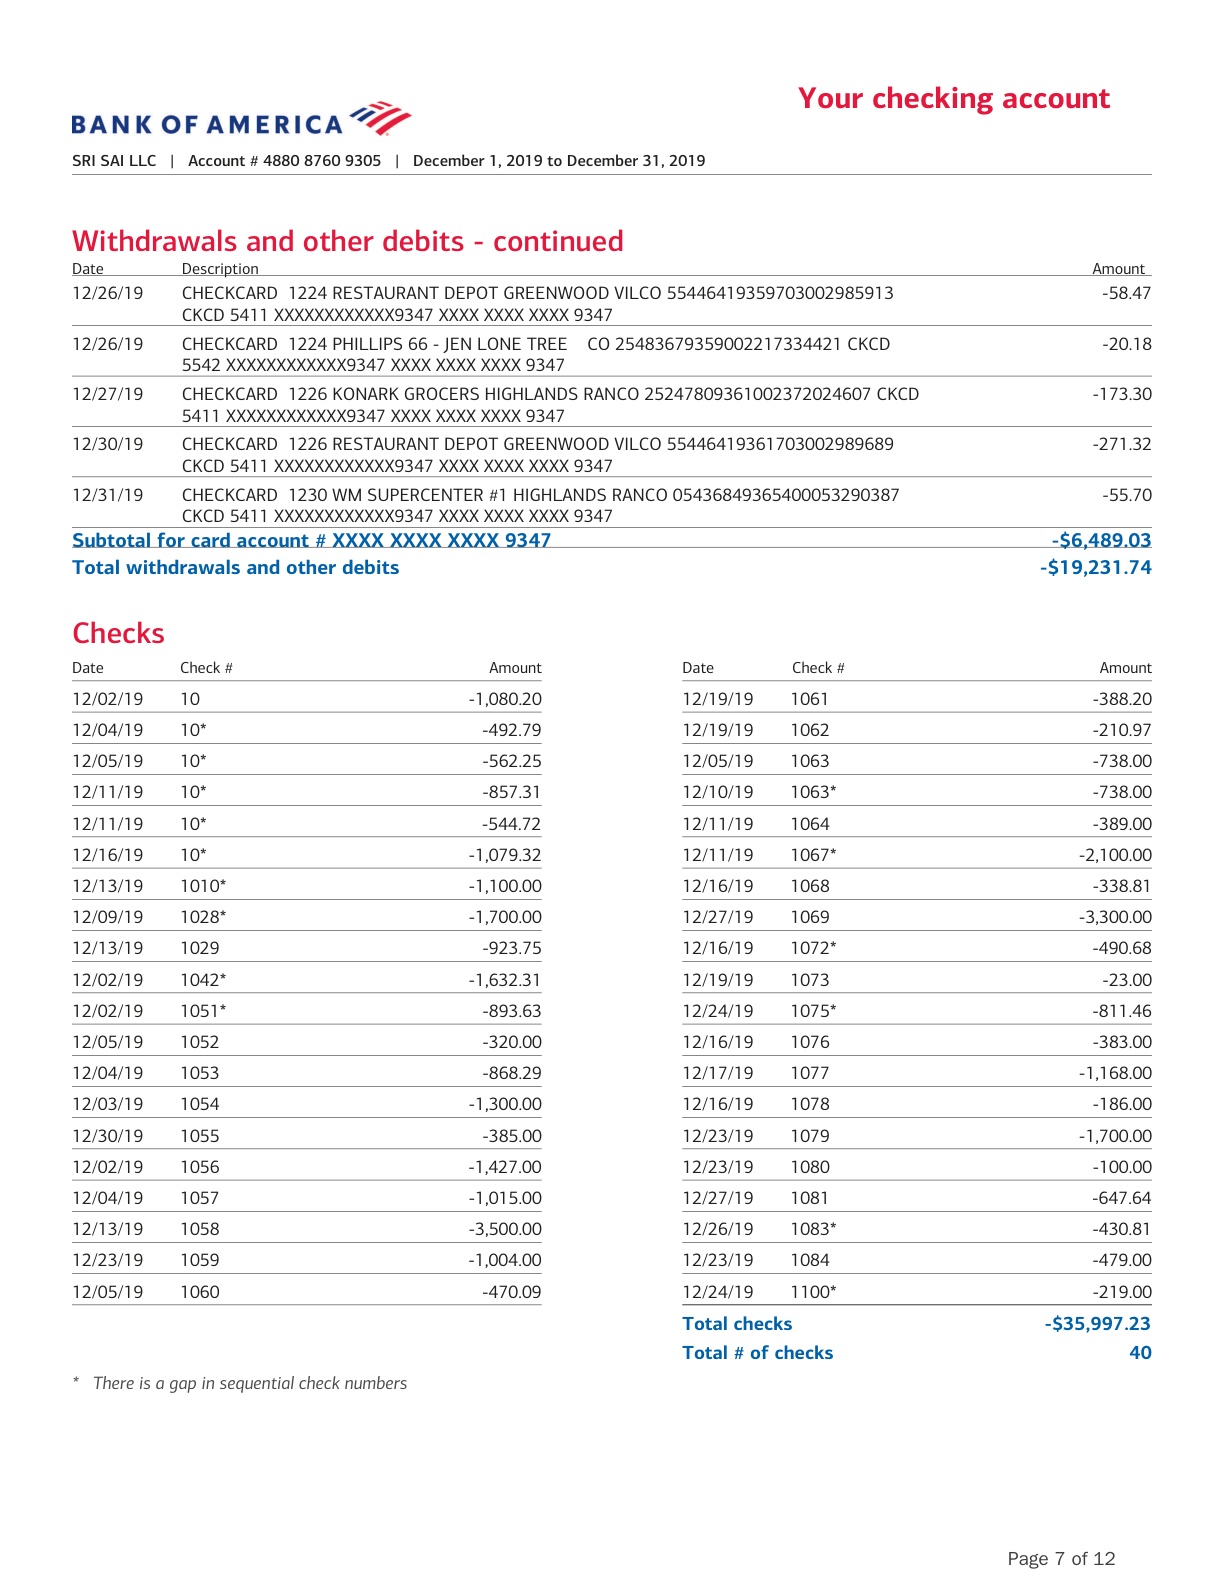 Your checking account
BANK OF AMERICA
SRI SAI LLC | Account # 4880 8760 9305 | December 1, 2019 to December 31, 2019
Withdrawals and other debits - continued
Date Description Amount
12/26/19 CHECKCARD 1224 RESTAURANT DEPOT GREENWOOD VILCO 55446419359703002985913 -58.47
CKCD 5411 XXXXXXXXXXXX9347 XXXX XXXX XXXX 9347
12/26/19 CHECKCARD 1224 PHILLIPS 66 - JEN LONE TREE CO 25483679359002217334421 CKCD -20.18
5542 XXXXXXXXXXXX9347 XXXX XXXX XXXX 9347
12/27/19 CHECKCARD 1226 KONARK GROCERS HIGHLANDS RANCO 25247809361002372024607 CKCD -173.30
5411 XXXXXXXXXXXX9347 XXXX XXXX XXXX 9347
12/30/19 CHECKCARD 1226 RESTAURANT DEPOT GREENWOOD VILCO 55446419361703002989689 -271.32
CKCD 5411 XXXXXXXXXXXX9347 XXXX XXXX XXXX 9347
12/31/19 CHECKCARD 1230 WM SUPERCENTER #1 HIGHLANDS RANCO 05436849365400053290387 -55.70
CKCD 5411 XXXXXXXXXXXX9347 XXXX XXXX XXXX 9347
Subtotal for card account # XXXX XXXX XXXX 9347 -$6,489.03
Total withdrawals and other debits -$19,231.74
Checks
Date Check # Amount
12/02/19 10 -1,080.20
12/04/19 10* -492.79
12/05/19 10* -562.25
12/11/19 10* -857.31
12/11/19 10* -544.72
12/16/19 10* -1,079.32
12/13/19 1010* -1,100.00
12/09/19 1028* -1,700.00
12/13/19 1029 -923.75
12/02/19 1042* -1,632.31
12/02/19 1051* -893.63
12/05/19 1052 -320.00
12/04/19 1053 -868.29
12/03/19 1054 -1,300.00
12/30/19 1055 -385.00
12/02/19 1056 -1,427.00
12/04/19 1057 -1,015.00
12/13/19 1058 -3,500.00
12/23/19 1059 -1,004.00
12/05/19 1060 -470.09
Date Check # Amount
12/19/19 1061 -388.20
12/19/19 1062 -210.97
12/05/19 1063 -738.00
12/10/19 1063* -738.00
12/11/19 1064 -389.00
12/11/19 1067* -2,100.00
12/16/19 1068 -338.81
12/27/19 1069 -3,300.00
12/16/19 1072* -490.68
12/19/19 1073 -23.00
12/24/19 1075* -811.46
12/16/19 1076 -383.00
12/17/19 1077 -1,168.00
12/16/19 1078 -186.00
12/23/19 1079 -1,700.00
12/23/19 1080 -100.00
12/27/19 1081 -647.64
12/26/19 1083* -430.81
12/23/19 1084 -479.00
12/24/19 1100* -219.00
Total checks -$35,997.23
Total # of checks 40
* There is a gap in sequential check numbers
Page 7 of 12